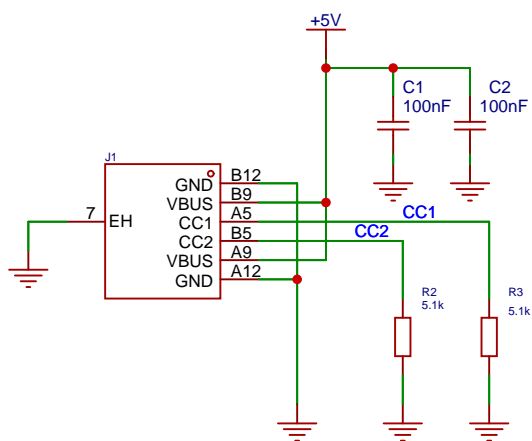 +5V
C1
100nF
C2
100nF
J1
7
EH
GND
B12
VBUS
B9
CC1
A5
CC1
CC2
B5
CC2
VBUS
A9
GND
A12
R2
5.1k
R3
5.1k